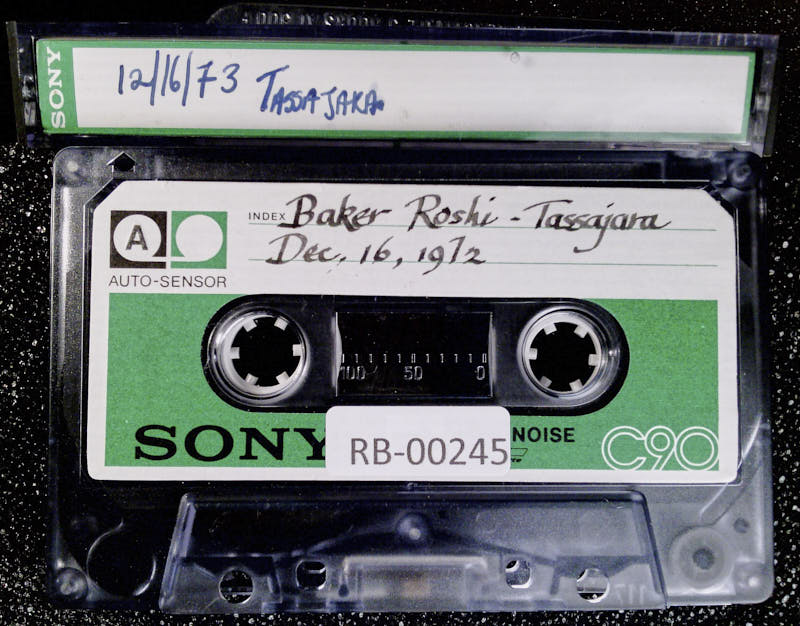 SONY
12/16/73 TASSAJARA
A
INDEX Baker Roshi - Tassajara
Dec. 16, 1972
AUTO-SENSOR
100 50 0
SONY
NOISE
C90
RB-00245